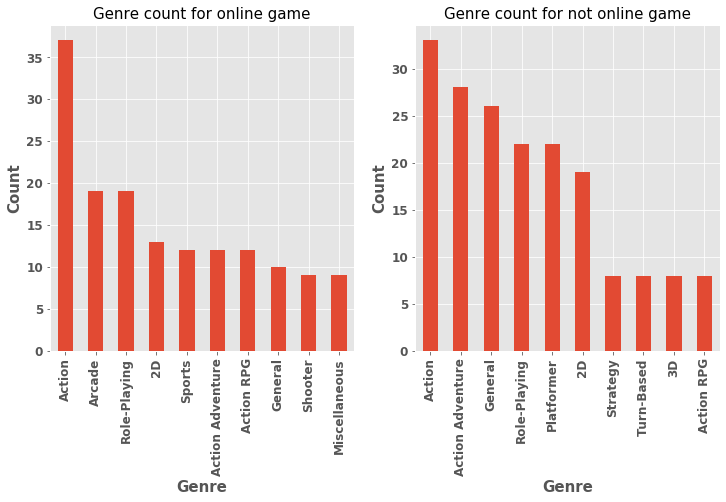 Genre count for online game
Count
35
30
25
20
15
10
5
0
Action
Arcade
Role-Playing
2D
Sports
Action Adventure
Action RPG
General
Shooter
Miscellaneous
Genre
Genre count for not online game
Count
30
25
20
15
10
5
0
Action
Action Adventure
General
Role-Playing
Platformer
2D
Strategy
Turn-Based
3D
Action RPG
Genre